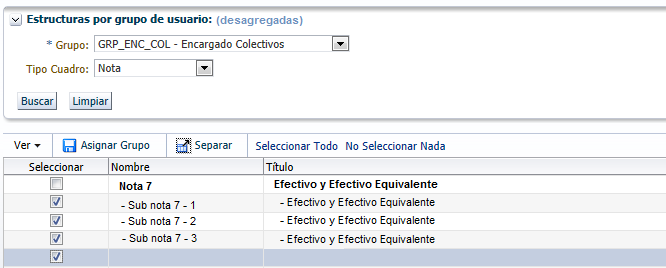 Estructuras por grupo de usuario: (desagregadas)
* Grupo: GRP_ENC_COL - Encargado Colectivos
Tipo Cuadro: Nota
Buscar Limpiar
Ver Asignar Grupo Separar Seleccionar Todo No Seleccionar Nada
Seleccionar Nombre Título
Nota 7 Efectivo y Efectivo Equivalente
- Sub nota 7 - 1 - Efectivo y Efectivo Equivalente
- Sub nota 7 - 2 - Efectivo y Efectivo Equivalente
- Sub nota 7 - 3 - Efectivo y Efectivo Equivalente